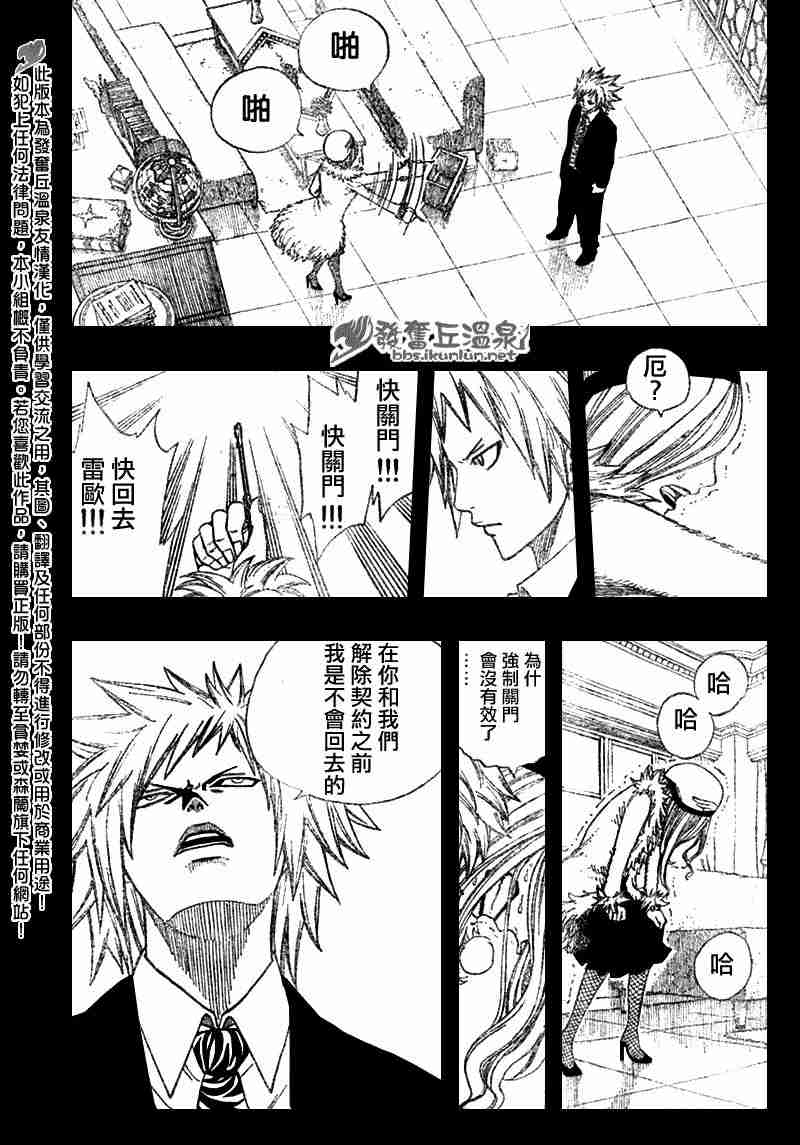 啪
啪
發奮丘溫泉
bbs.ikunlun.net
厄?
快關門!!!
快關門!!!
快回去
雷歐!!!
哈
哈
哈
為什
強制關門
會沒有效了
……
在你和我們
解除契約之前
我是不會回去的
此版本為發奮丘溫泉友情漢化，僅供學習交流之用，其圖、翻譯及任何部份不得進行修改或用於商業用途！
如犯上任何法律問題，本小組概不負責。若您喜歡此作品，請購買正版！請勿轉至貪婪或森蘭旗下任何網站！